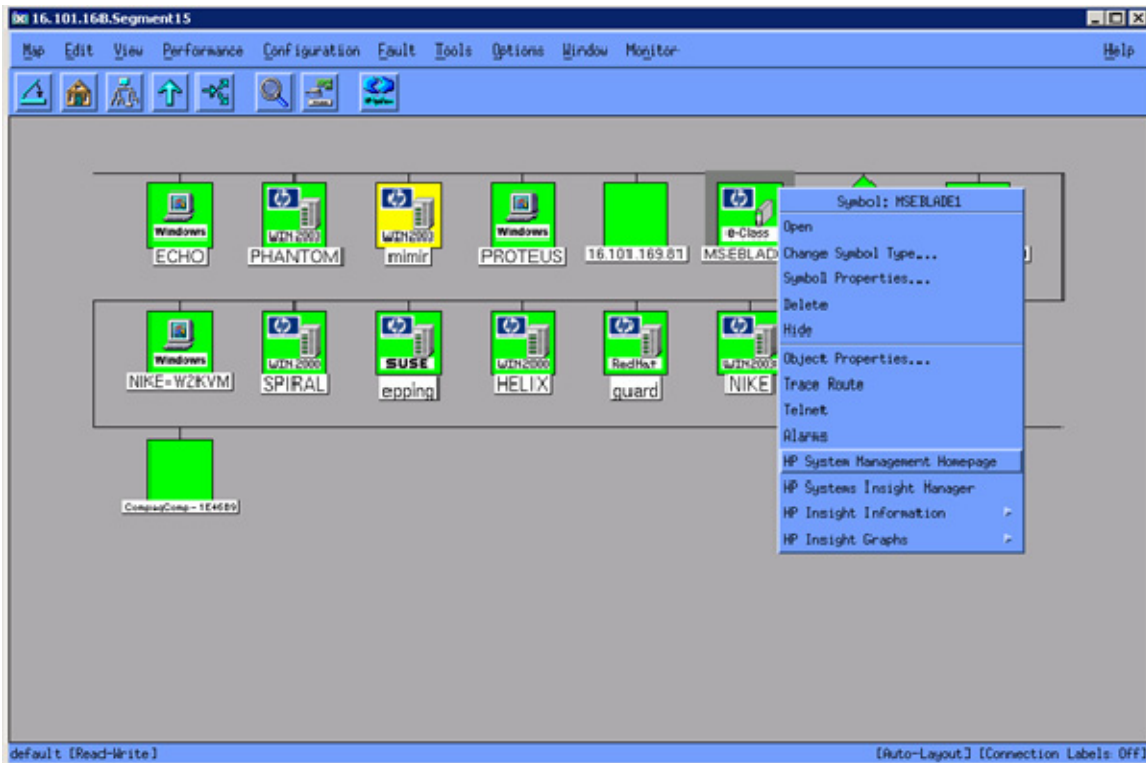 16.101.168.Segment15
Map Edit View Performance Configuration Fault Tools Options Window Monitor Help
Windows WIN2003 WIN2003 Windows e-Class
ECHO PHANTOM mimir PROTEUS 16.101.169.81 MSEBLAD
Symbol: MSEBLADE1
Open
Change Symbol Type...
Symbol Properties...
Delete
Hide
Object Properties...
Trace Route
Telnet
Alarms
HP System Management Homepage
HP Systems Insight Manager
HP Insight Information
HP Insight Graphs
Windows WIN2000 SUSE WIN2000 RedHat WIN2003
NIKE-W2KVM SPIRAL epping HELIX guard NIKE
CompaqComp-1E4689
default [Read-Write] [Auto-Layout] [Connection Labels: Off]